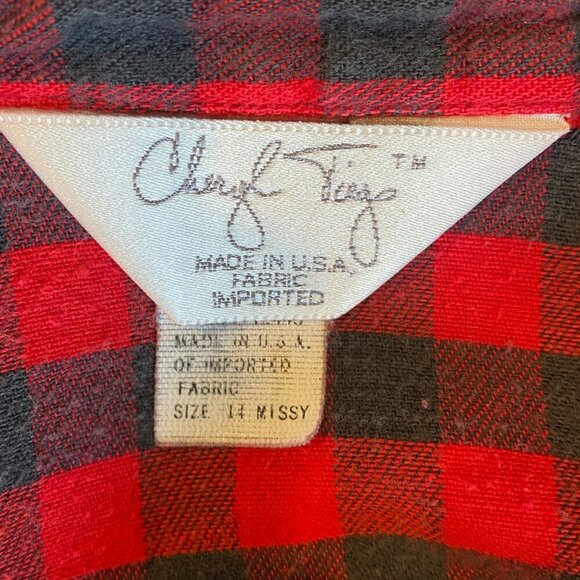 Cheryl Tiegs™
MADE IN U.S.A.
FABRIC
IMPORTED
MADE IN U.S.A.
OF IMPORTED
FABRIC
SIZE 14 MISSY